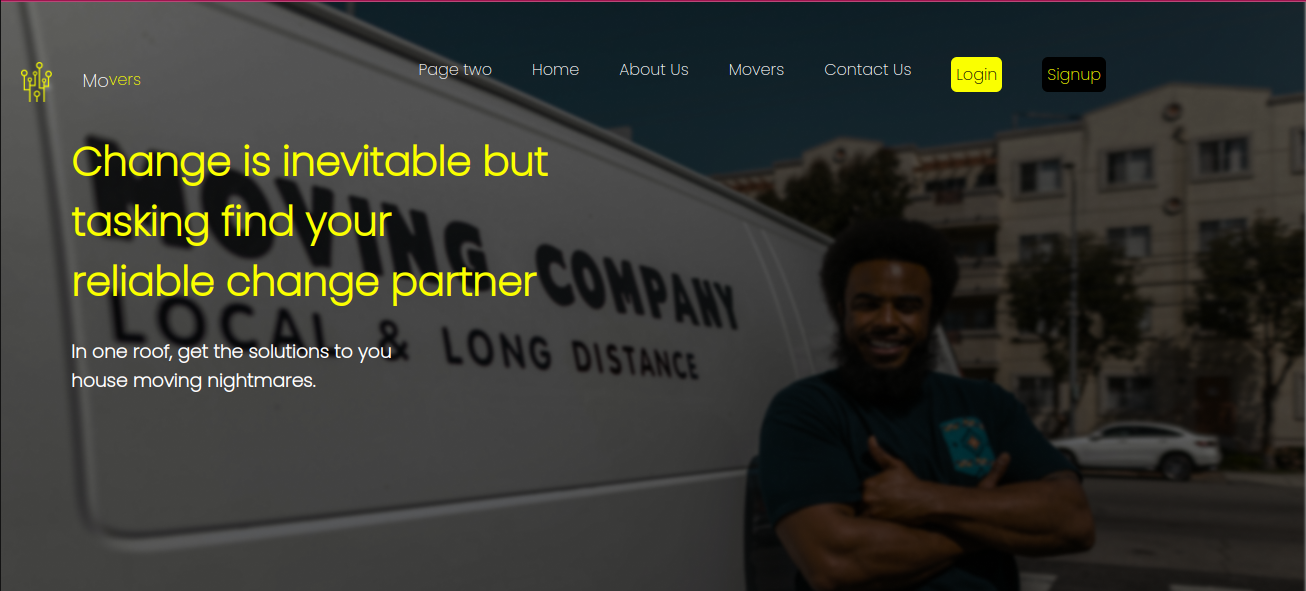 Movers
Page two
Home
About Us
Movers
Contact Us
Login
Signup
Change is inevitable but
tasking find your
reliable change partner
In one roof, get the solutions to you
house moving nightmares.
MOVING COMPANY
LOCAL & LONG DISTANCE